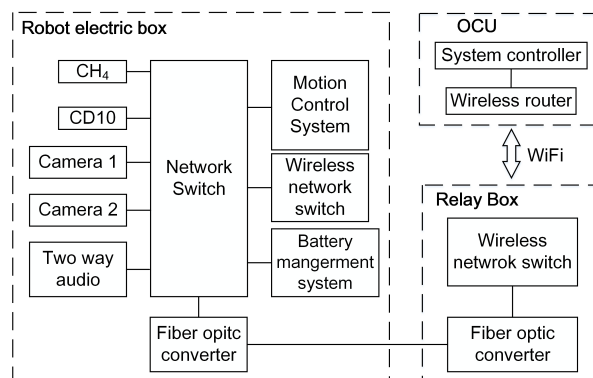 Robot electric box
CH₄
CD10
Camera 1
Camera 2
Two way
audio
Network
Switch
Motion
Control
System
Wireless
network
switch
Battery
mangerment
system
Fiber opitc
converter
OCU
System controller
Wireless router
WiFi
Relay Box
Wireless
netwrok switch
Fiber optic
converter